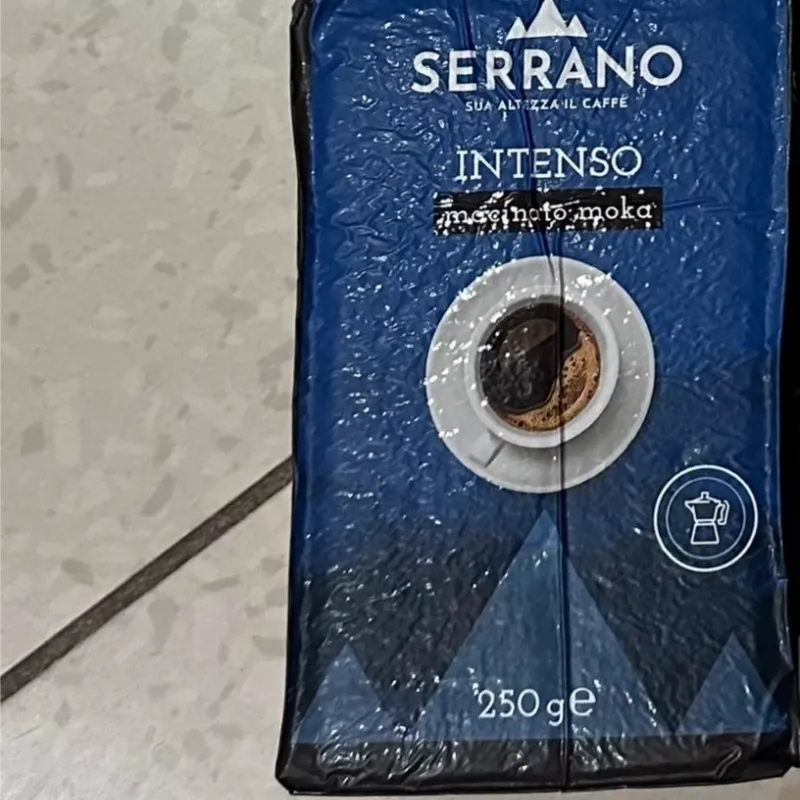 SERRANO
SUA ALTEZZA IL CAFFÈ
INTENSO
macinato moka
250 g e